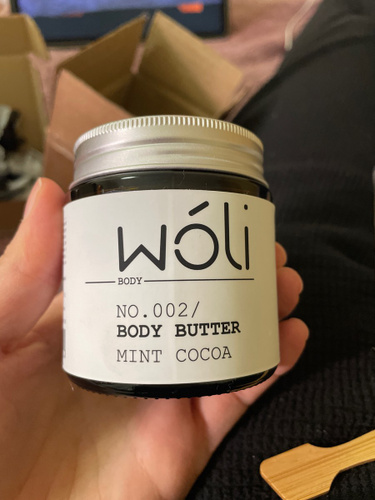 wóli
BODY
NO.002/
BODY BUTTER
MINT COCOA